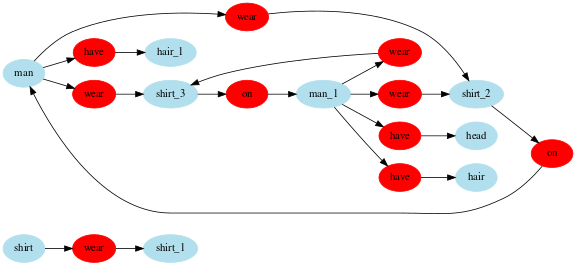 wear
have hair_1 wear
man
wear shirt_3 on man_1 wear shirt_2
have head
on
have hair
shirt wear shirt_1